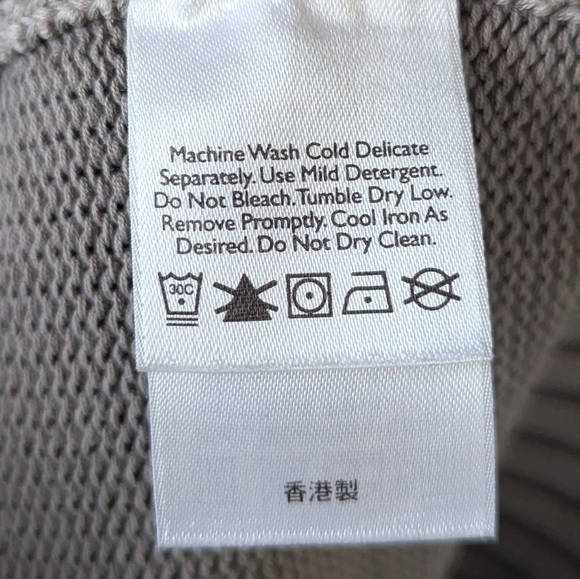 Machine Wash Cold Delicate
Separately. Use Mild Detergent.
Do Not Bleach. Tumble Dry Low.
Remove Promptly. Cool Iron As
Desired. Do Not Dry Clean.
30C
香港製